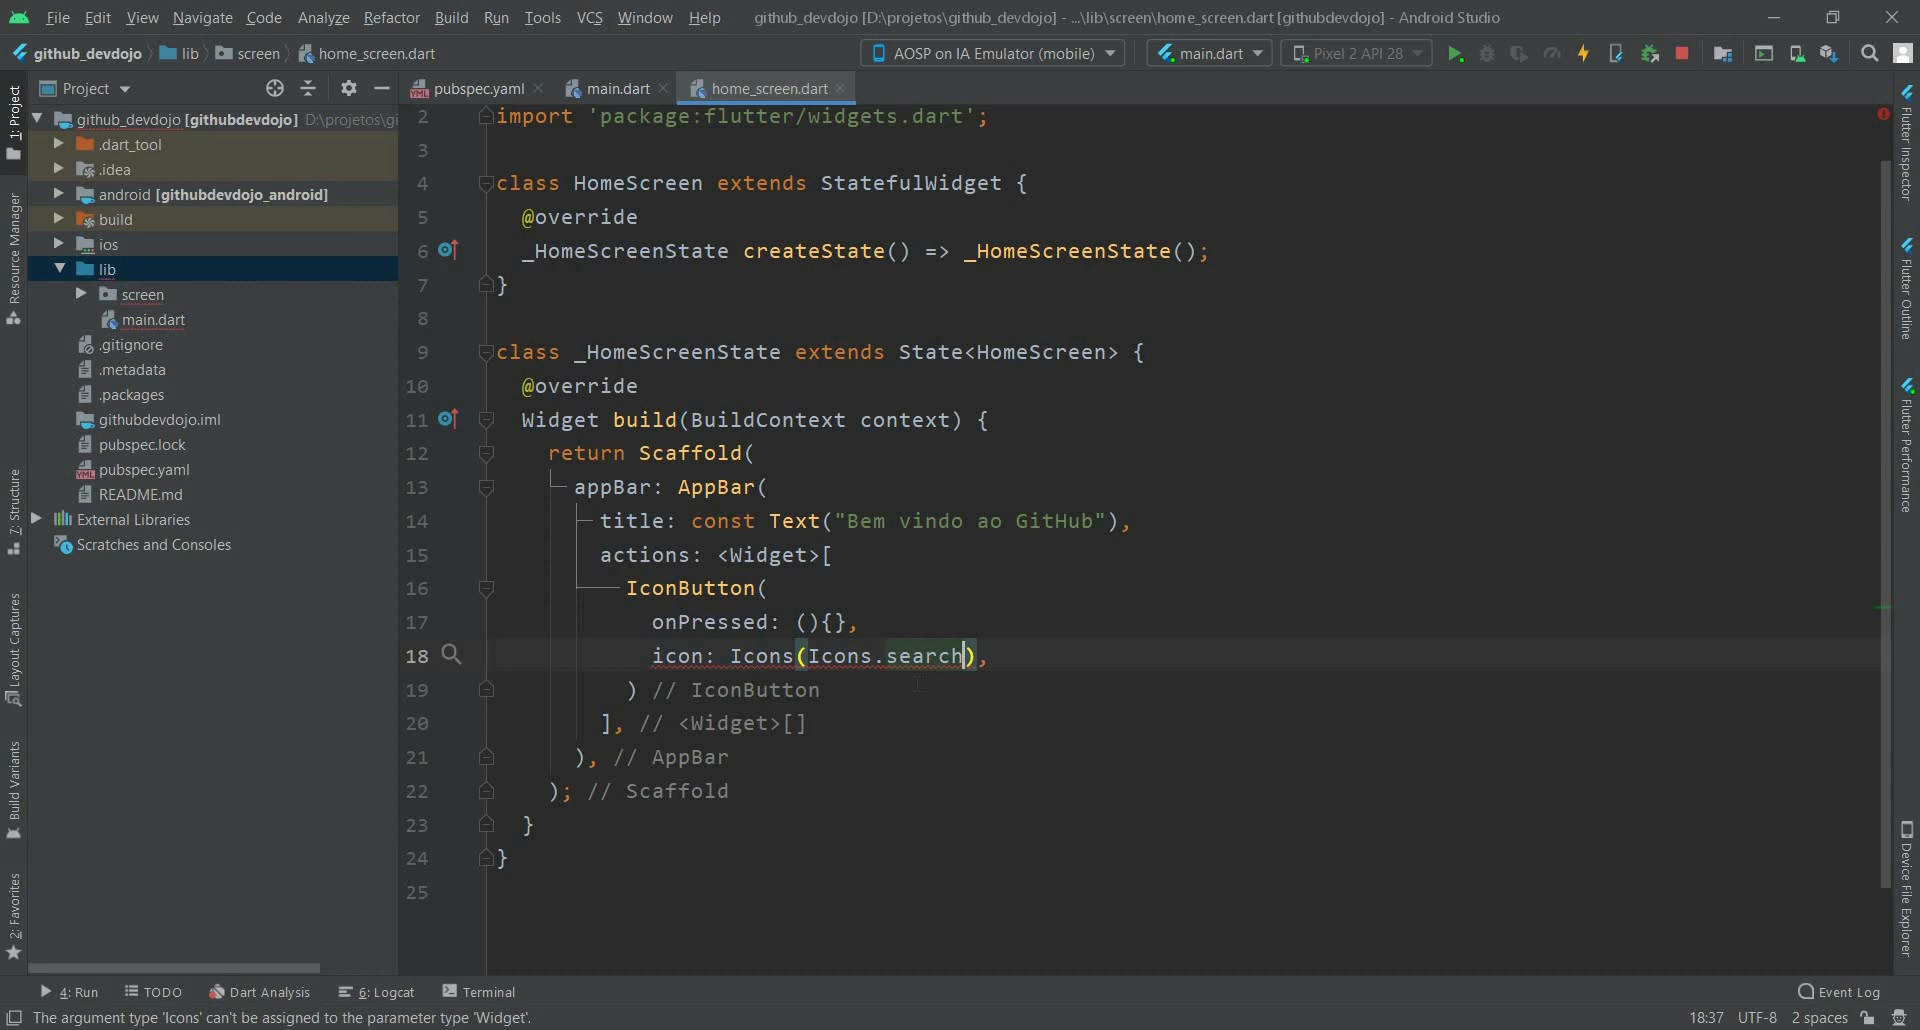 File Edit View Navigate Code Analyze Refactor Build Run Tools VCS Window Help github_devdojo [D:\projetos\github_devdojo] - ...\lib\screen\home_screen.dart [githubdevdojo] - Android Studio
github_devdojo lib screen home_screen.dart AOSP on IA Emulator (mobile) main.dart Pixel 2 API 28
Project pubspec.yaml main.dart home_screen.dart
1: Project
Resource Manager
7: Structure
Layout Captures
Build Variants
2: Favorites
github_devdojo [githubdevdojo] D:\projetos\gi
.dart_tool
.idea
android [githubdevdojo_android]
build
ios
lib
screen
main.dart
.gitignore
.metadata
.packages
githubdevdojo.iml
pubspec.lock
pubspec.yaml
README.md
External Libraries
Scratches and Consoles
2 import 'package:flutter/widgets.dart';
3
4 class HomeScreen extends StatefulWidget {
5 @override
6 _HomeScreenState createState() => _HomeScreenState();
7 }
8
9 class _HomeScreenState extends State<HomeScreen> {
10 @override
11 Widget build(BuildContext context) {
12 return Scaffold(
13 appBar: AppBar(
14 title: const Text("Bem vindo ao GitHub"),
15 actions: <Widget>[
16 IconButton(
17 onPressed: (){},
18 icon: Icons(Icons.search),
19 ) // IconButton
20 ], // <Widget>[]
21 ), // AppBar
22 ); // Scaffold
23 }
24 }
25
Flutter Inspector
Flutter Outline
Flutter Performance
Device File Explorer
4: Run TODO Dart Analysis 6: Logcat Terminal Event Log
The argument type 'Icons' can't be assigned to the parameter type 'Widget'. 18:37 UTF-8 2 spaces